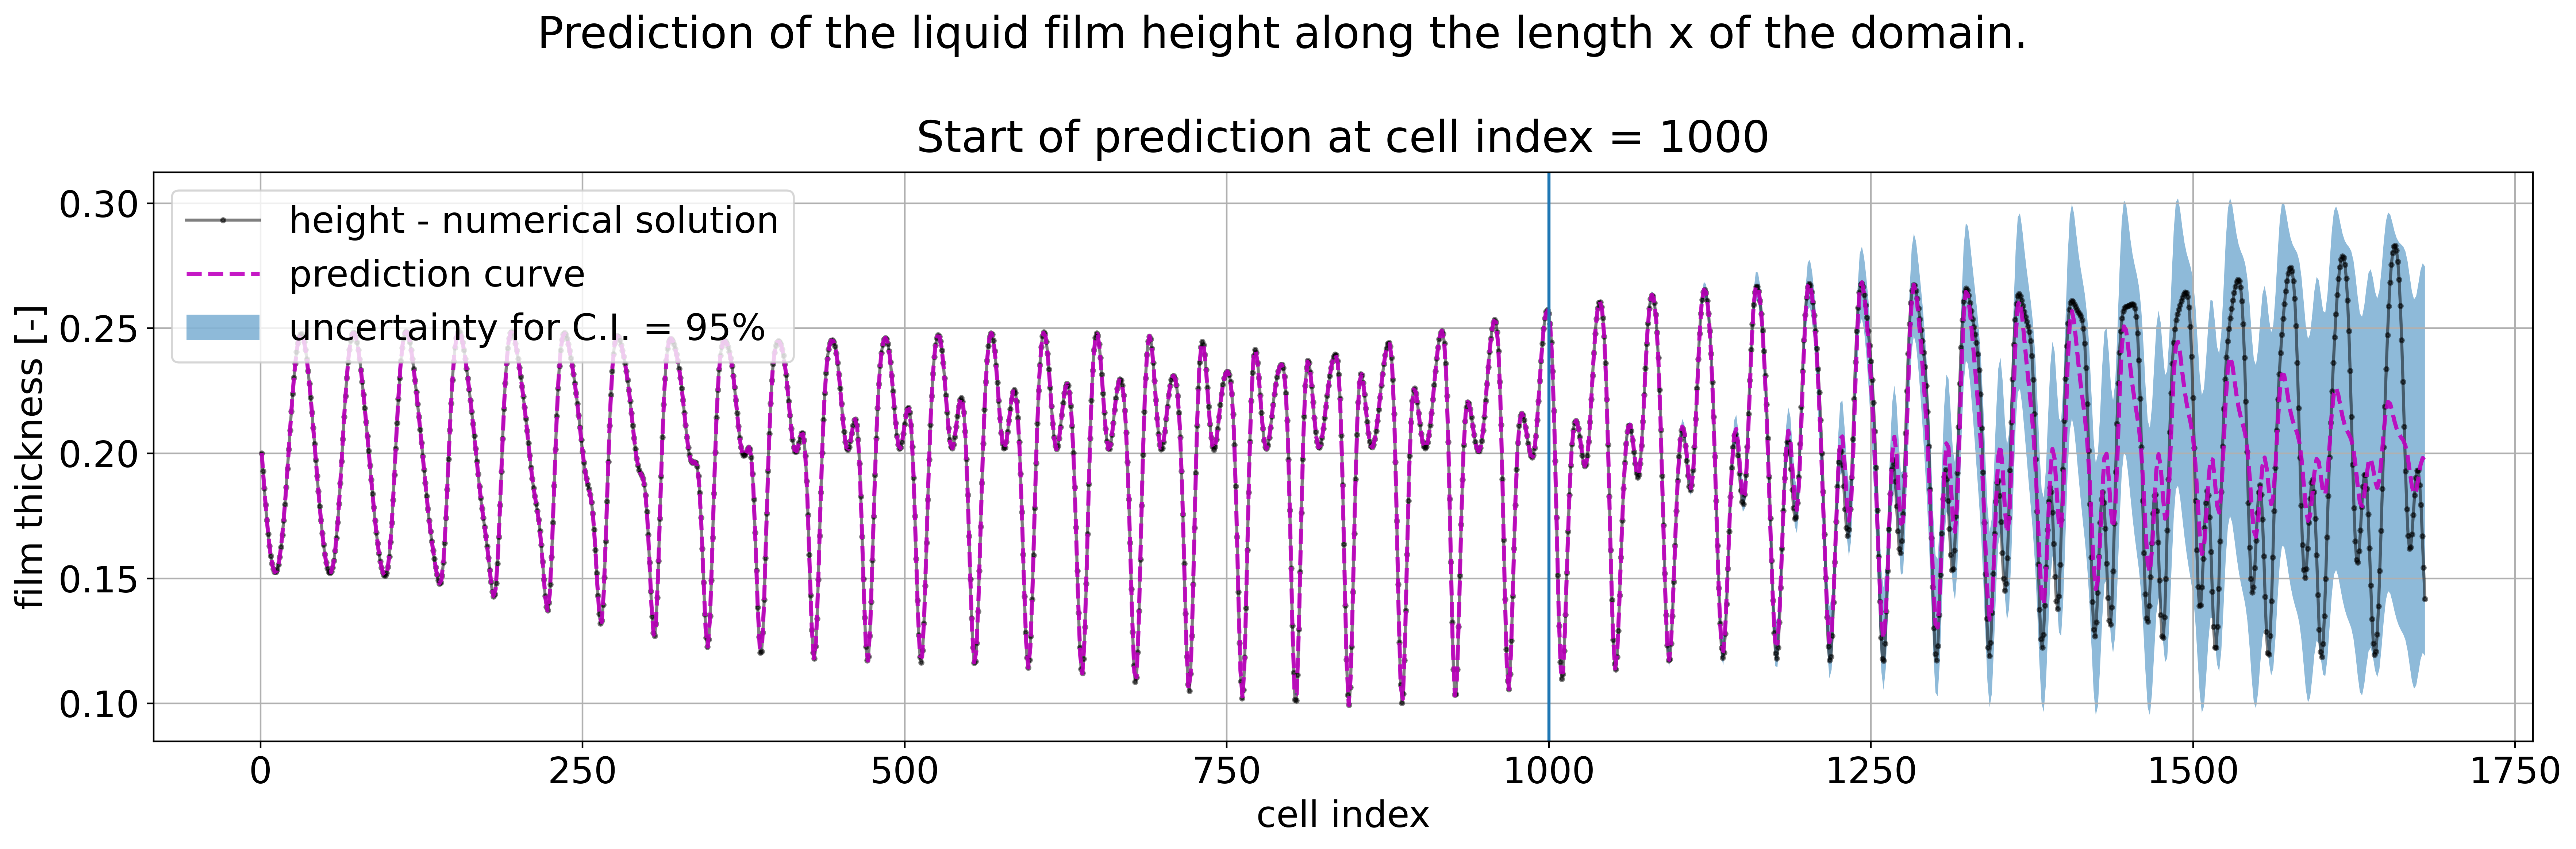 Prediction of the liquid film height along the length x of the domain.
Start of prediction at cell index = 1000
height - numerical solution
prediction curve
uncertainty for C.I. = 95%
film thickness [-]
0.30
0.25
0.20
0.15
0.10
0 250 500 750 1000 1250 1500 1750
cell index